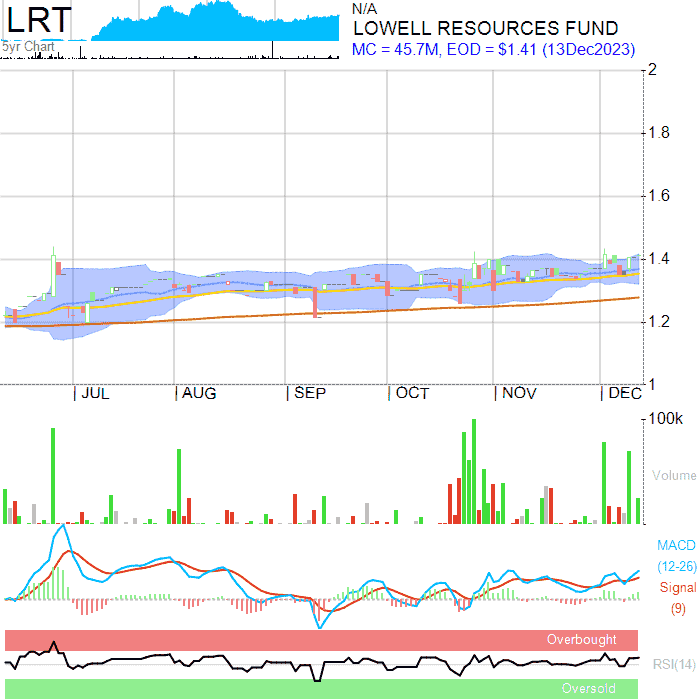 LRT
5yr Chart
N/A
LOWELL RESOURCES FUND
MC = 45.7M, EOD = $1.41 (13Dec2023)
2
1.8
1.6
1.4
1.2
1
JUL
AUG
SEP
OCT
NOV
DEC
100k
Volume
MACD
(12-26)
Signal
(9)
Overbought
RSI(14)
Oversold